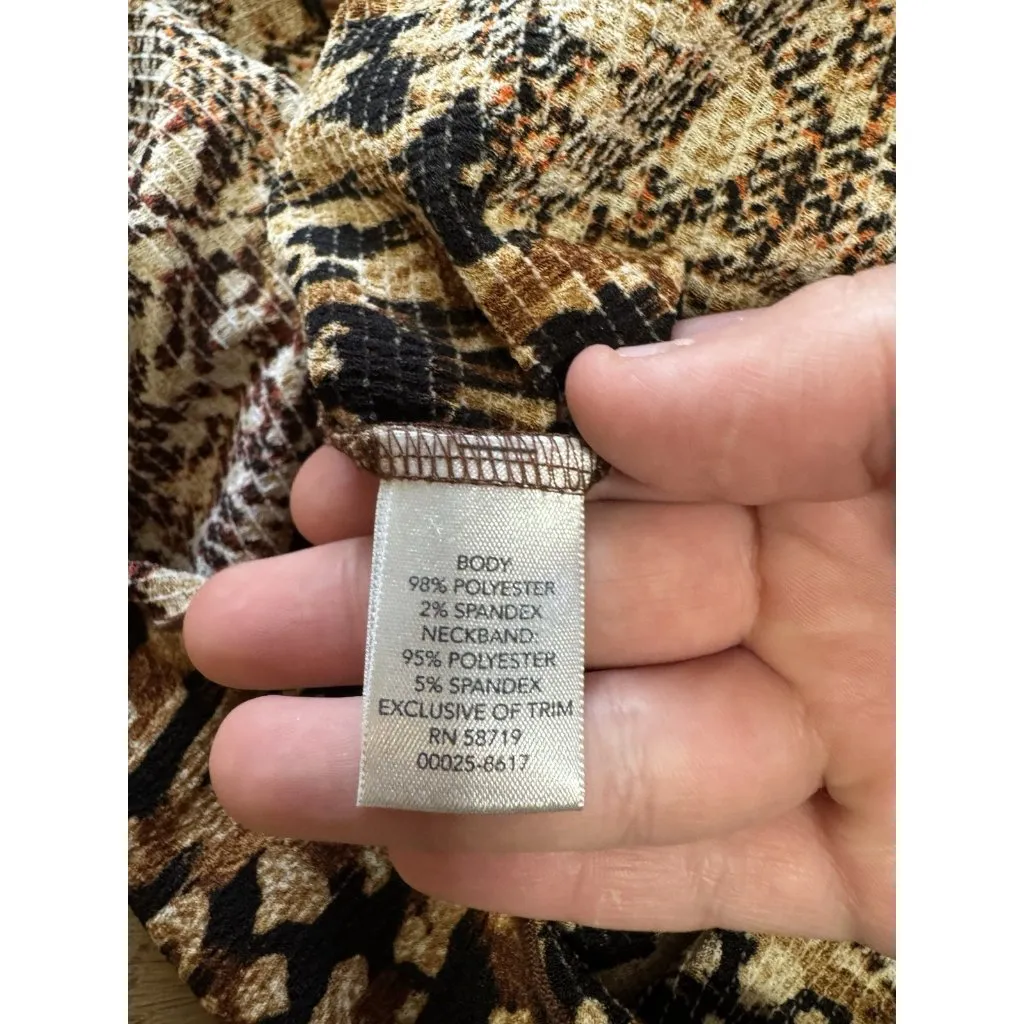 BODY
98% POLYESTER
2% SPANDEX
NECKBAND:
95% POLYESTER
5% SPANDEX
EXCLUSIVE OF TRIM
RN 58719
00025-8617